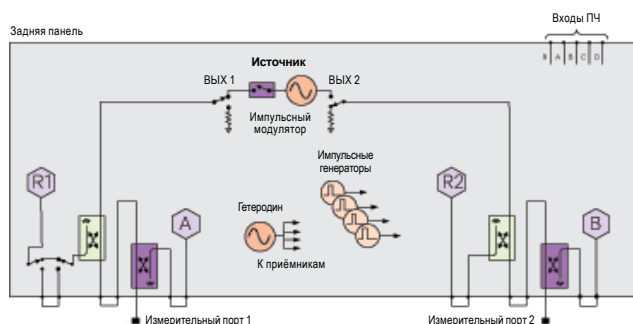 Входы ПЧ
Задняя панель
R A B C D
Источник
ВЫХ 1
ВЫХ 2
Импульсный
модулятор
Импульсные
генераторы
R1
A
Гетеродин
К приёмникам
R2
B
Измерительный порт 1
Измерительный порт 2